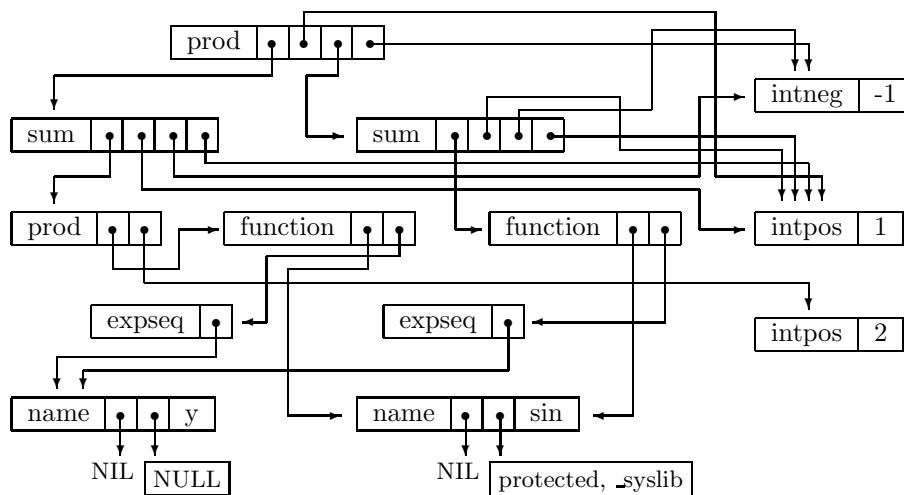 prod
intneg -1
sum sum
prod function function intpos 1
expseq expseq intpos 2
name y name sin
NIL NULL NIL protected, _syslib